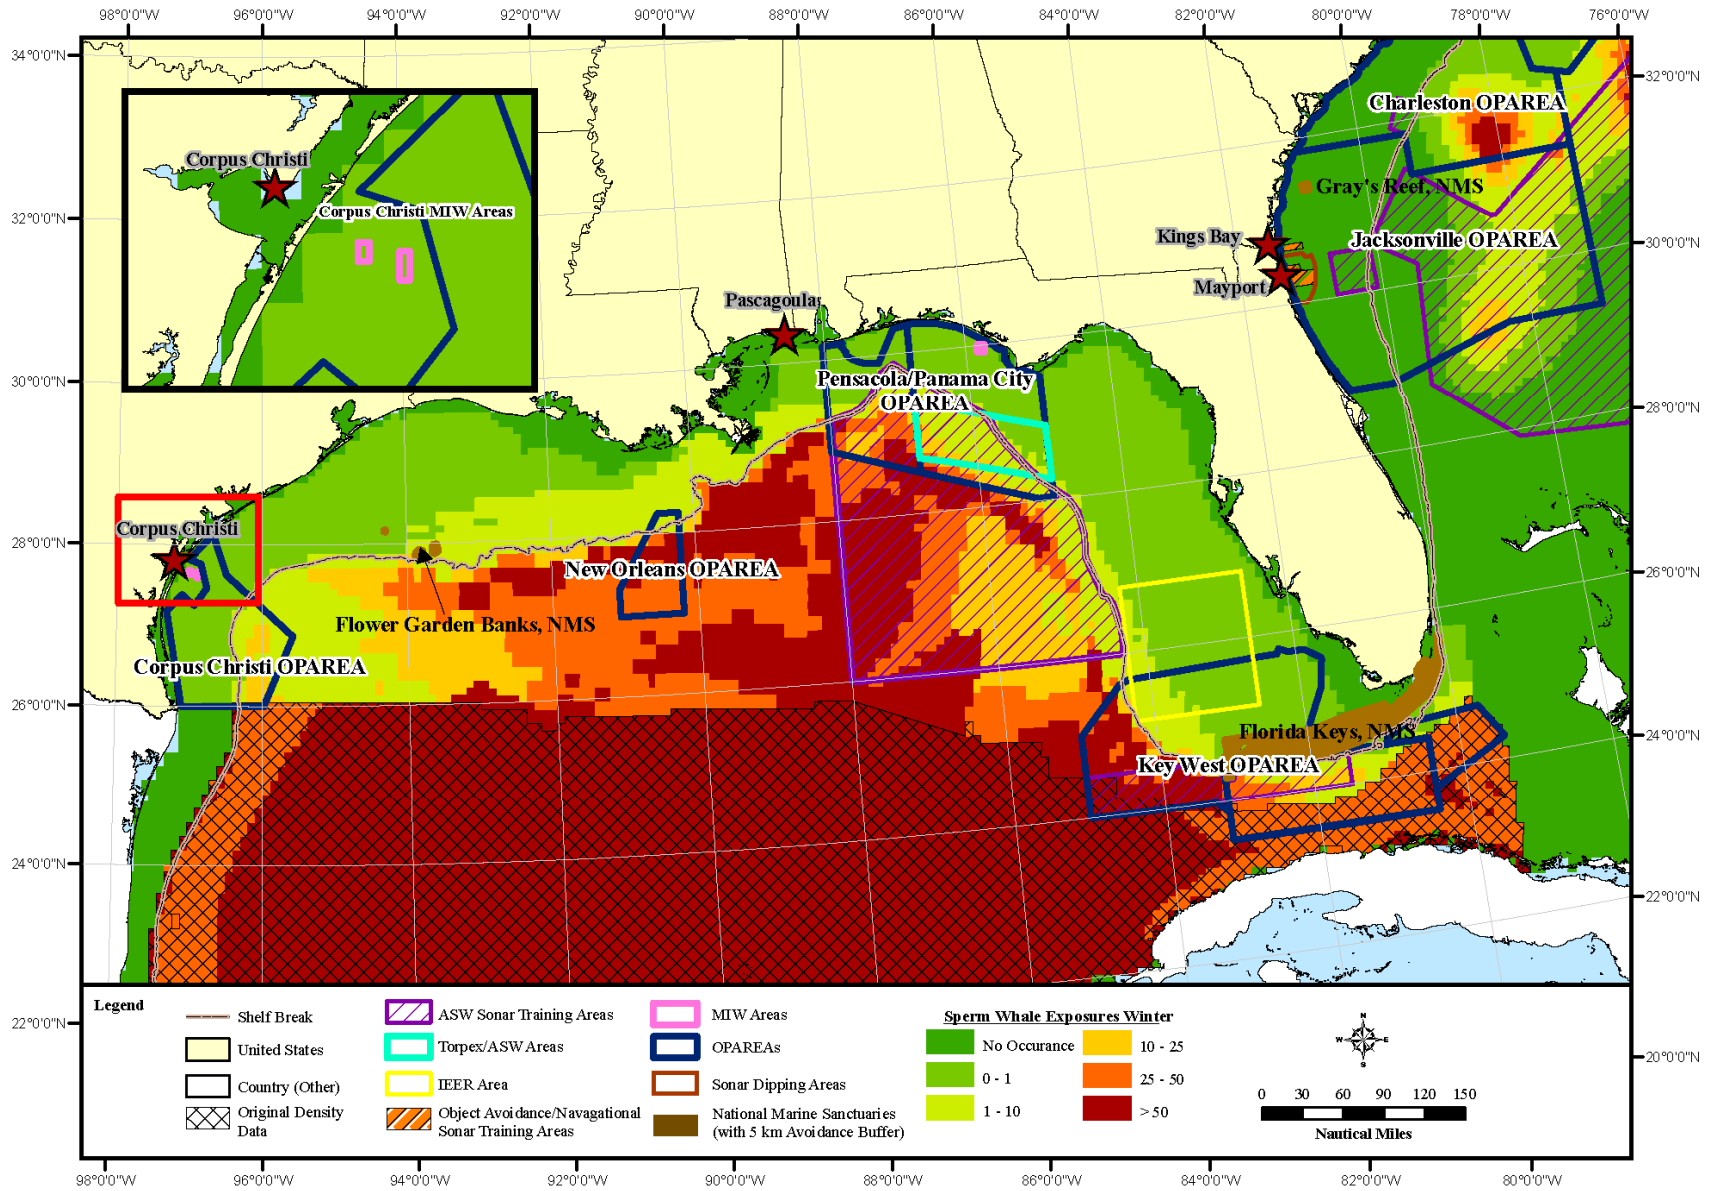 98°0'0"W 96°0'0"W 94°0'0"W 92°0'0"W 90°0'0"W 88°0'0"W 86°0'0"W 84°0'0"W 82°0'0"W 80°0'0"W 78°0'0"W 76°0'0"W
34°0'0"N
32°0'0"N
30°0'0"N
28°0'0"N
26°0'0"N
24°0'0"N
22°0'0"N
32°0'0"N
30°0'0"N
28°0'0"N
26°0'0"N
24°0'0"N
22°0'0"N
20°0'0"N
Corpus Christi
Corpus Christi MIW Areas
Charleston OPAREA
Gray's Reef, NMS
Kings Bay
Jacksonville OPAREA
Mayport
Pascagoula
Pensacola/Panama City
OPAREA
Corpus Christi
New Orleans OPAREA
Flower Garden Banks, NMS
Corpus Christi OPAREA
Florida Keys, NMS
Key West OPAREA
Legend
Shelf Break
United States
Country (Other)
Original Density
Data
ASW Sonar Training Areas
Torpex/ASW Areas
IEER Area
Object Avoidance/Navagational
Sonar Training Areas
MIW Areas
OPAREAs
Sonar Dipping Areas
National Marine Sanctuaries
(with 5 km Avoidance Buffer)
Sperm Whale Exposures Winter
No Occurance
0 - 1
1 - 10
10 - 25
25 - 50
>50
N
W E
S
0 30 60 90 120 150
Nautical Miles
98°0'0"W 96°0'0"W 94°0'0"W 92°0'0"W 90°0'0"W 88°0'0"W 86°0'0"W 84°0'0"W 82°0'0"W 80°0'0"W